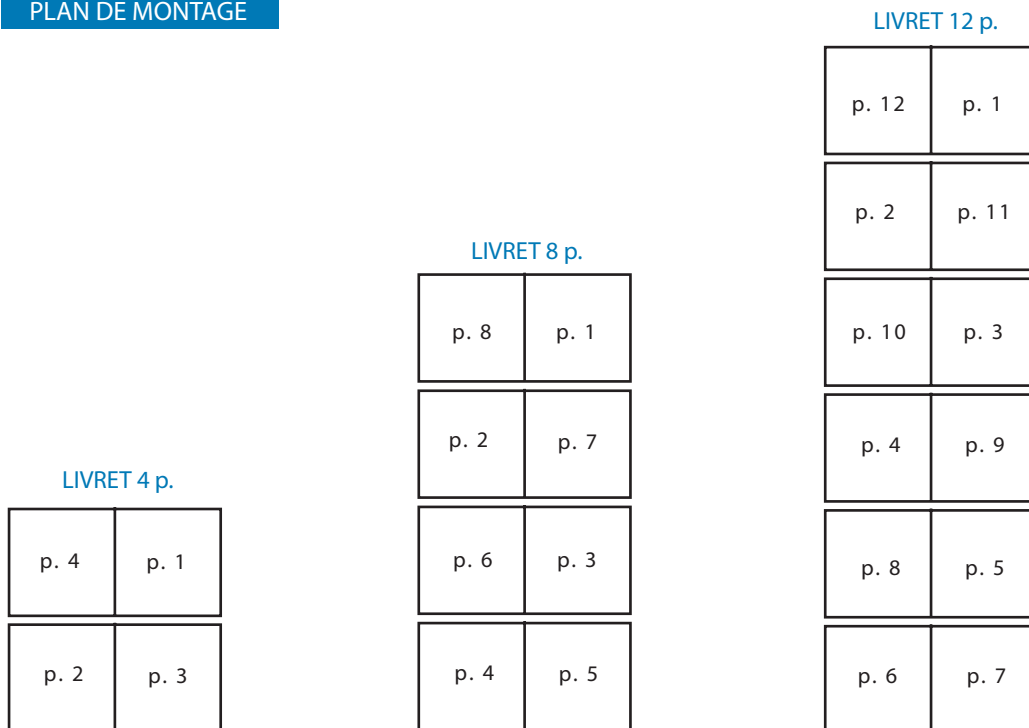 PLAN DE MONTAGE
LIVRET 4 p.
p. 4 p. 1
p. 2 p. 3
LIVRET 8 p.
p. 8 p. 1
p. 2 p. 7
p. 6 p. 3
p. 4 p. 5
LIVRET 12 p.
p. 12 p. 1
p. 2 p. 11
p. 10 p. 3
p. 4 p. 9
p. 8 p. 5
p. 6 p. 7